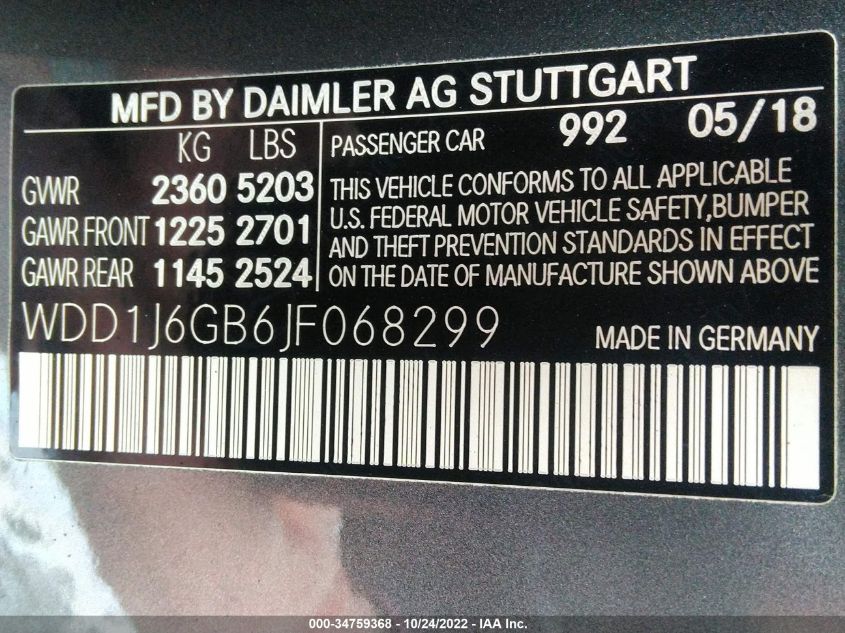 MFD BY DAIMLER AG STUTTGART
KG LBS
GVWR 2360 5203
GAWR FRONT 1225 2701
GAWR REAR 1145 2524
PASSENGER CAR 992 05/18
THIS VEHICLE CONFORMS TO ALL APPLICABLE
U.S. FEDERAL MOTOR VEHICLE SAFETY,BUMPER
AND THEFT PREVENTION STANDARDS IN EFFECT
ON THE DATE OF MANUFACTURE SHOWN ABOVE
WDD1J6GB6JF068299 MADE IN GERMANY
000-34759368 - 10/24/2022 - IAA Inc.